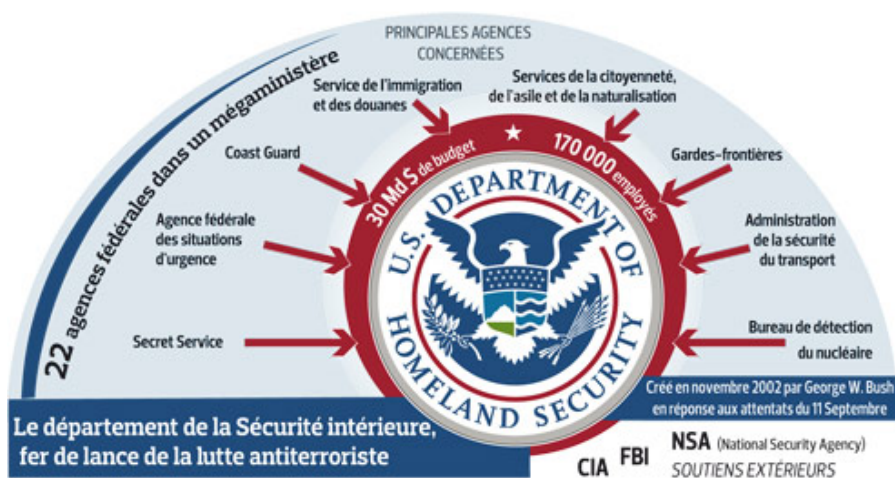 PRINCIPALES AGENCES
CONCERNÉES
22 agences fédérales dans un mégaministère
Service de l'immigration
et des douanes
Services de la citoyenneté,
de l'asile et de la naturalisation
Coast Guard
Gardes-frontières
Agence fédérale
des situations
d'urgence
Administration
de la sécurité
du transport
Secret Service
Bureau de détection
du nucléaire
30 Md $ de budget
170 000 employés
U.S. DEPARTMENT OF
HOMELAND SECURITY
Créé en novembre 2002 par George W. Bush
en réponse aux attentats du 11 Septembre
Le département de la Sécurité intérieure,
fer de lance de la lutte antiterroriste
CIA FBI NSA (National Security Agency)
SOUTIENS EXTÉRIEURS